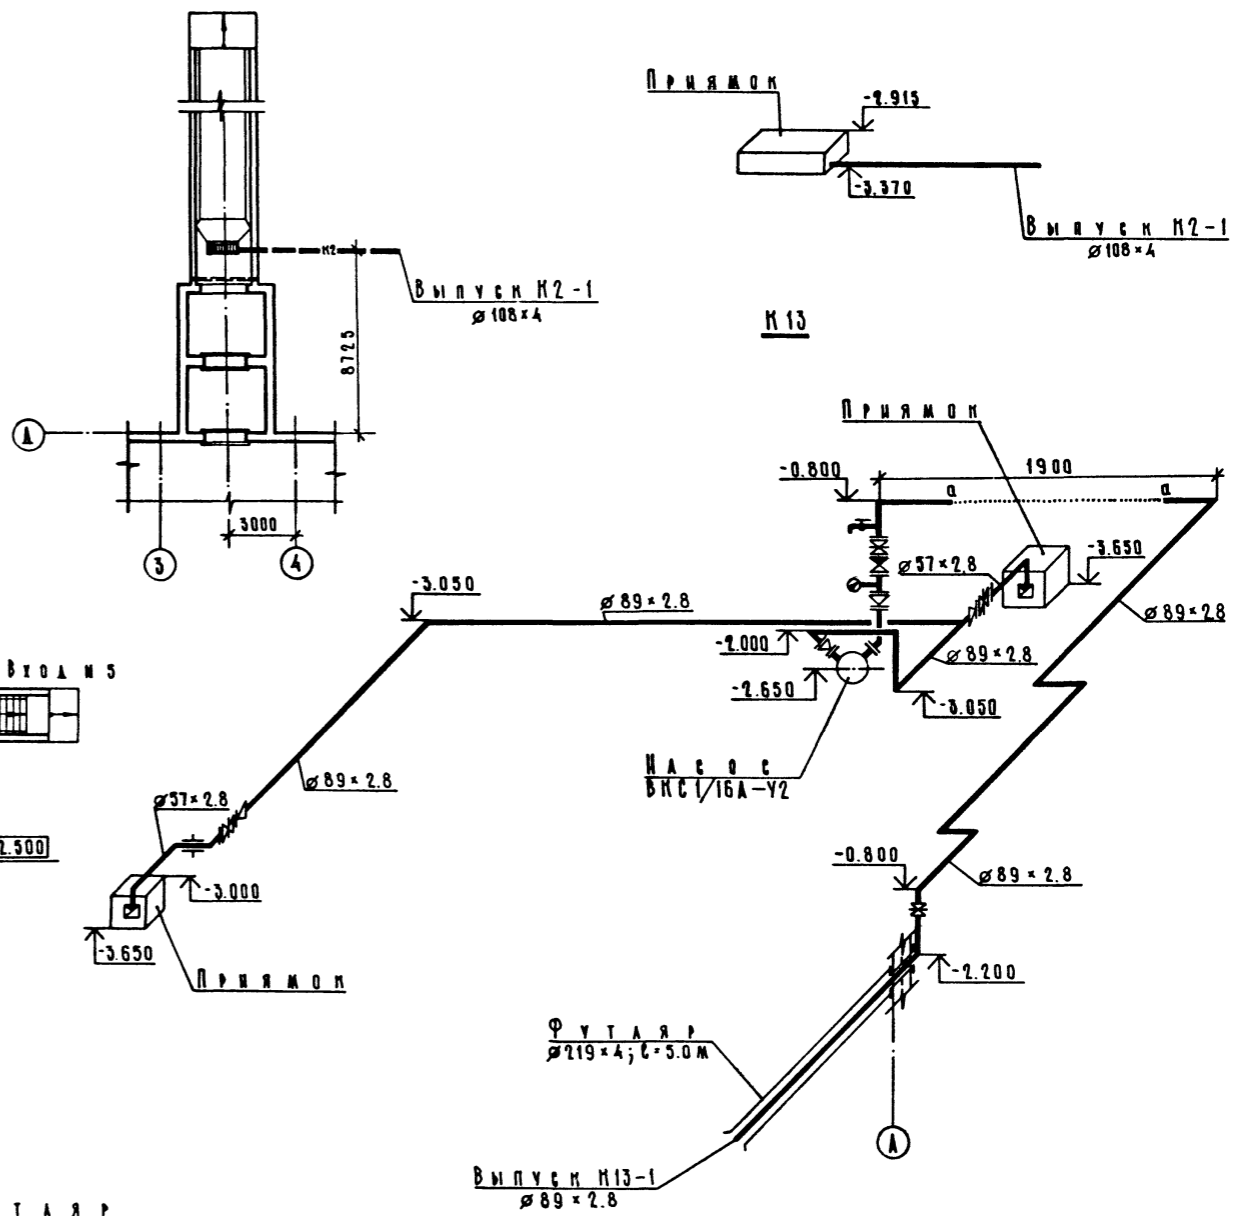 Приямок
-2.915
-3.370
Выпуск К2-1
ø108×4
К2
Выпуск К2-1
ø108×4
8725
3000
3
4
К13
Приямок
1900
-0.800
а
а
-3.650
ø57×2.8
ø89×2.8
-3.050
ø89×2.8
-2.000
ø89×2.8
-2.650
-3.050
Насос
ВКС1/16А-У2
Вход №5
ø89×2.8
ø57×2.8
2.500
-3.000
-3.650
Приямок
-0.800
ø89×2.8
-2.200
Футляр
ø219×4; ℓ=5.0м
А
Выпуск К13-1
ø89×2.8
тляр